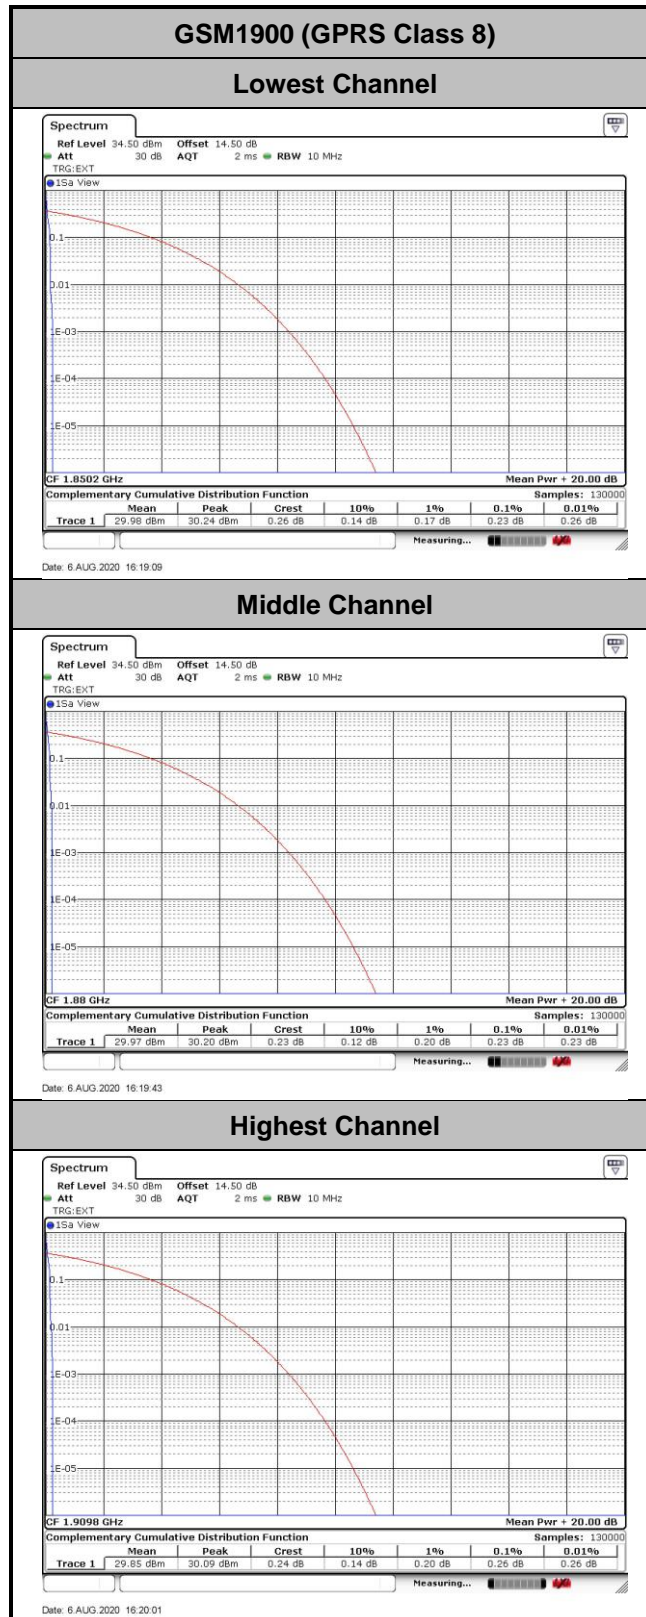 GSM1900 (GPRS Class 8)
Lowest Channel
Spectrum
Ref Level 34.50 dBm Offset 14.50 dB
Att 30 dB AQT 2 ms RBW 10 MHz
TRG:EXT
1Sa View
0.1
0.01
1E-03
1E-04
1E-05
CF 1.8502 GHz Mean Pwr + 20.00 dB
Complementary Cumulative Distribution Function Samples: 130000
Mean Peak Crest 10% 1% 0.1% 0.01%
Trace 1 29.98 dBm 30.24 dBm 0.26 dB 0.14 dB 0.17 dB 0.23 dB 0.26 dB
Measuring...
Date: 6.AUG.2020 16:19:09
Middle Channel
Spectrum
Ref Level 34.50 dBm Offset 14.50 dB
Att 30 dB AQT 2 ms RBW 10 MHz
TRG:EXT
1Sa View
0.1
0.01
1E-03
1E-04
1E-05
CF 1.88 GHz Mean Pwr + 20.00 dB
Complementary Cumulative Distribution Function Samples: 130000
Mean Peak Crest 10% 1% 0.1% 0.01%
Trace 1 29.97 dBm 30.20 dBm 0.23 dB 0.12 dB 0.20 dB 0.23 dB 0.23 dB
Measuring...
Date: 6.AUG.2020 16:19:43
Highest Channel
Spectrum
Ref Level 34.50 dBm Offset 14.50 dB
Att 30 dB AQT 2 ms RBW 10 MHz
TRG:EXT
1Sa View
0.1
0.01
1E-03
1E-04
1E-05
CF 1.9098 GHz Mean Pwr + 20.00 dB
Complementary Cumulative Distribution Function Samples: 130000
Mean Peak Crest 10% 1% 0.1% 0.01%
Trace 1 29.85 dBm 30.09 dBm 0.24 dB 0.14 dB 0.20 dB 0.26 dB 0.26 dB
Measuring...
Date: 6.AUG.2020 16:20:01